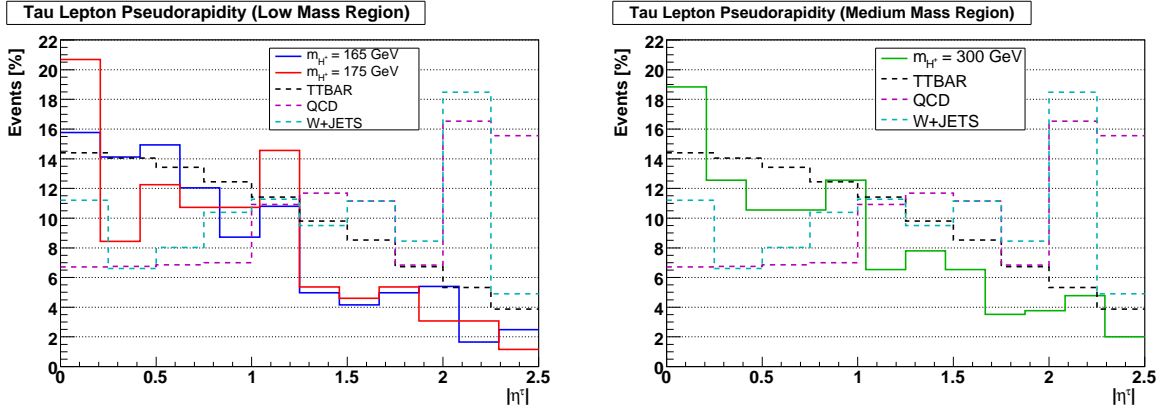 Tau Lepton Pseudorapidity (Low Mass Region)
Events [%]
22
20
18
16
14
12
10
8
6
4
2
0
m_H⁺ = 165 GeV
m_H⁺ = 175 GeV
TTBAR
QCD
W+JETS
0 0.5 1 1.5 2 2.5
|η^τ|
Tau Lepton Pseudorapidity (Medium Mass Region)
Events [%]
22
20
18
16
14
12
10
8
6
4
2
0
m_H⁺ = 300 GeV
TTBAR
QCD
W+JETS
0 0.5 1 1.5 2 2.5
|η^τ|